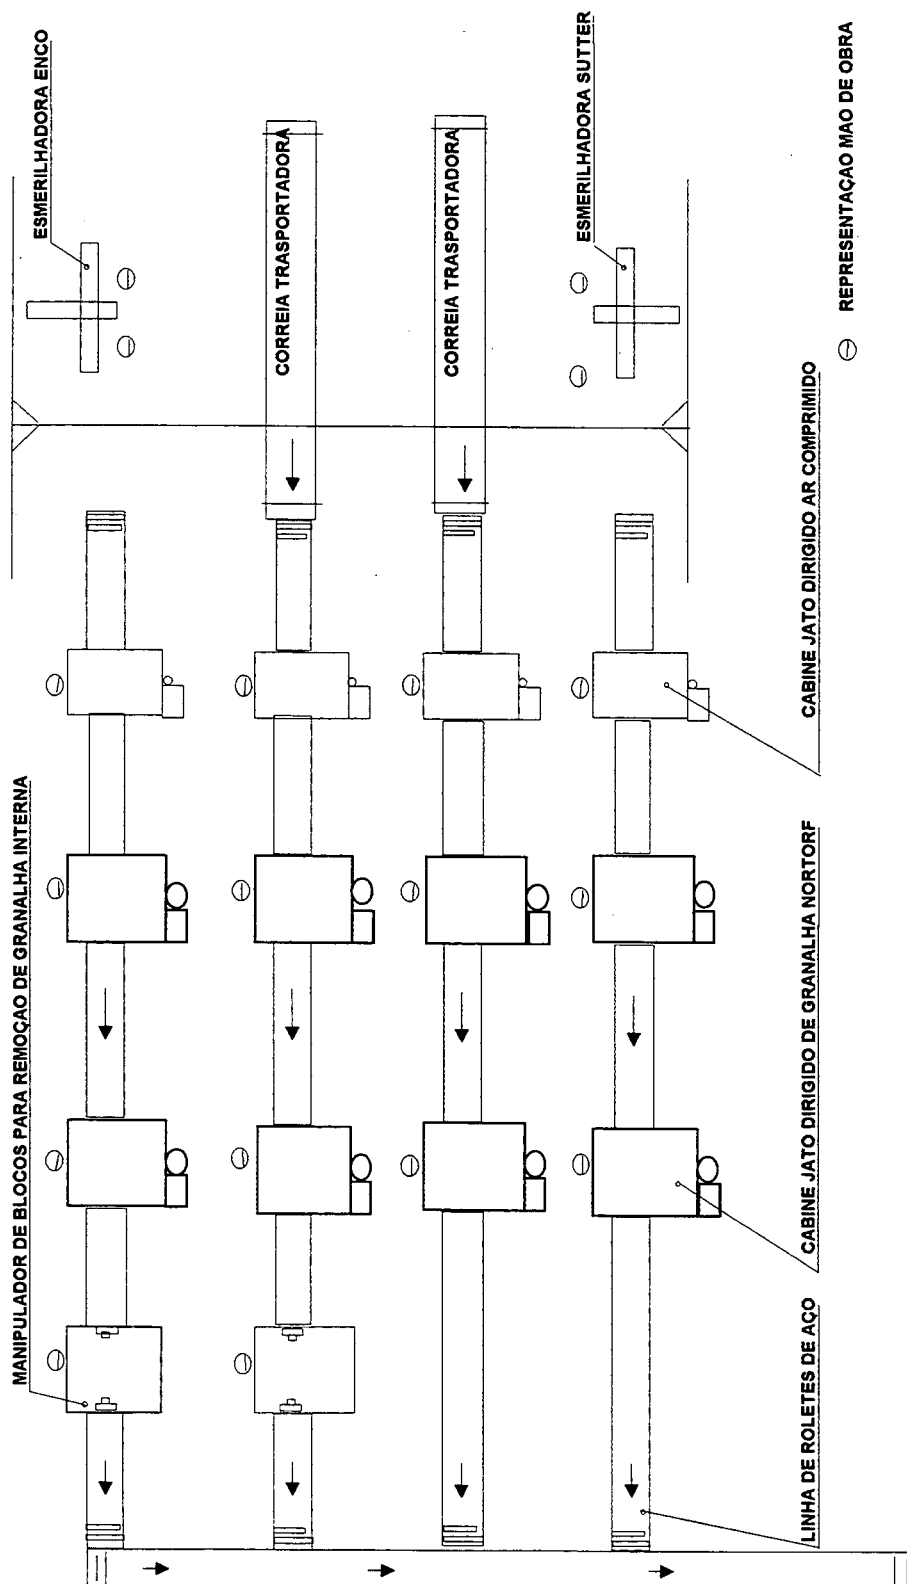 MANIPULADOR DE BLOCOS PARA REMOÇAO DE GRANALHA INTERNA
ESMERILHADORA ENCO
CORREIA TRASPORTADORA
CORREIA TRASPORTADORA
ESMERILHADORA SUTTER
LINHA DE ROLETES DE AÇO
CABINE JATO DIRIGIDO DE GRANALHA NORTORF
CABINE JATO DIRIGIDO AR COMPRIMIDO
REPRESENTAÇAO MAO DE OBRA